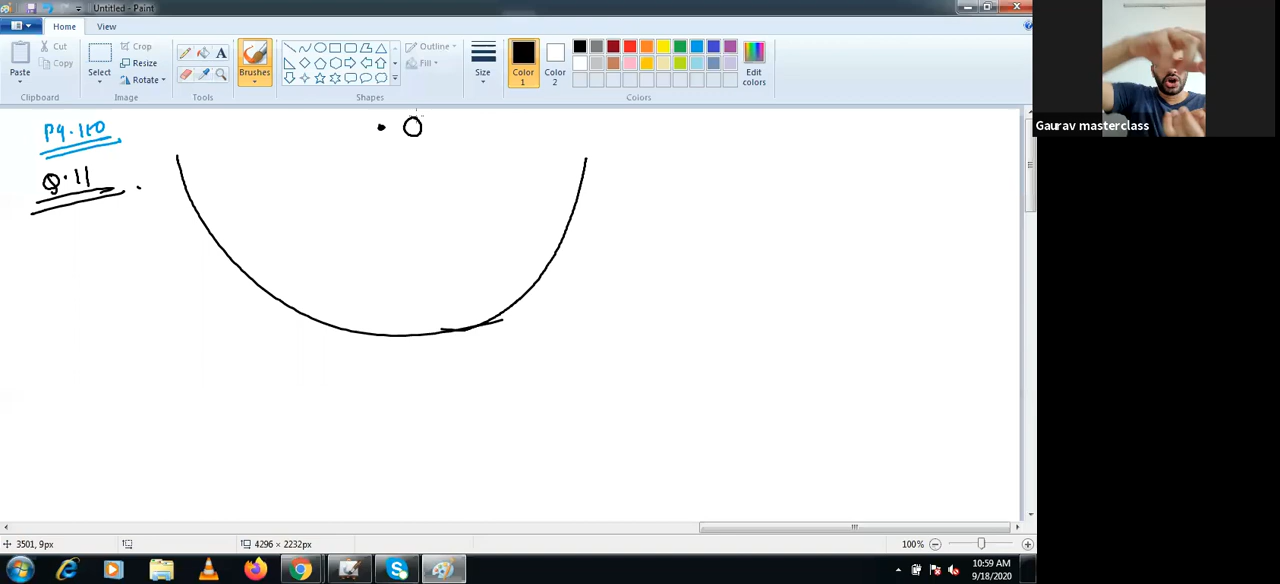 Untitled - Paint
Home View
Paste
Cut
Copy
Clipboard
Select
Crop
Resize
Rotate
Image
Tools
Brushes
Outline
Fill
Shapes
Size
Color 1
Color 2
Edit colors
Colors
Gaurav masterclass
Pg. 180
Q. 11
O
3501, 9px
4296 × 2232px
100%
10:59 AM
9/18/2020